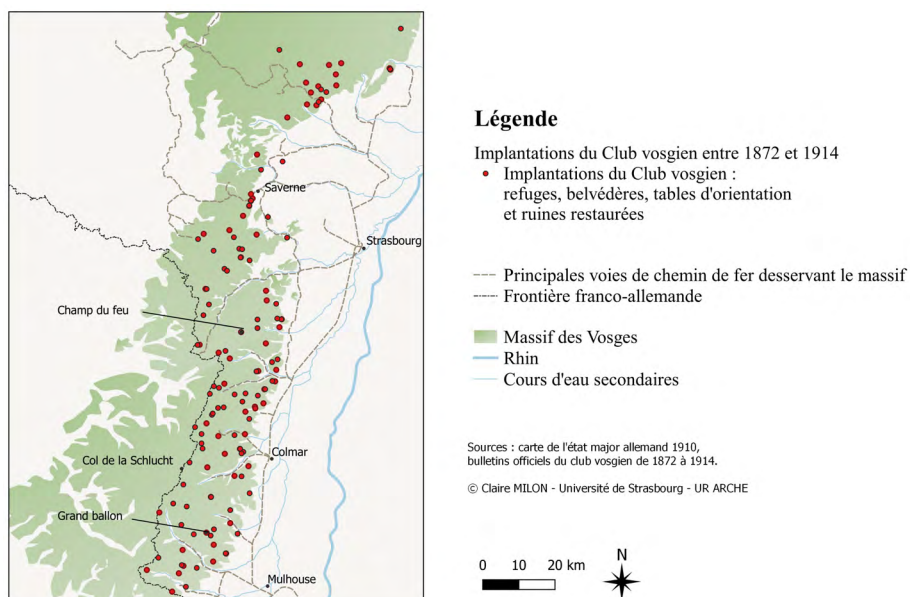 Saverne
Strasbourg
Champ du feu
Col de la Schlucht
Colmar
Grand ballon
Mulhouse
Légende
Implantations du Club vosgien entre 1872 et 1914
Implantations du Club vosgien :
refuges, belvédères, tables d'orientation
et ruines restaurées
Principales voies de chemin de fer desservant le massif
Frontière franco-allemande
Massif des Vosges
Rhin
Cours d'eau secondaires
Sources : carte de l'état major allemand 1910,
bulletins officiels du club vosgien de 1872 à 1914.
© Claire MILON - Université de Strasbourg - UR ARCHE
0 10 20 km
N